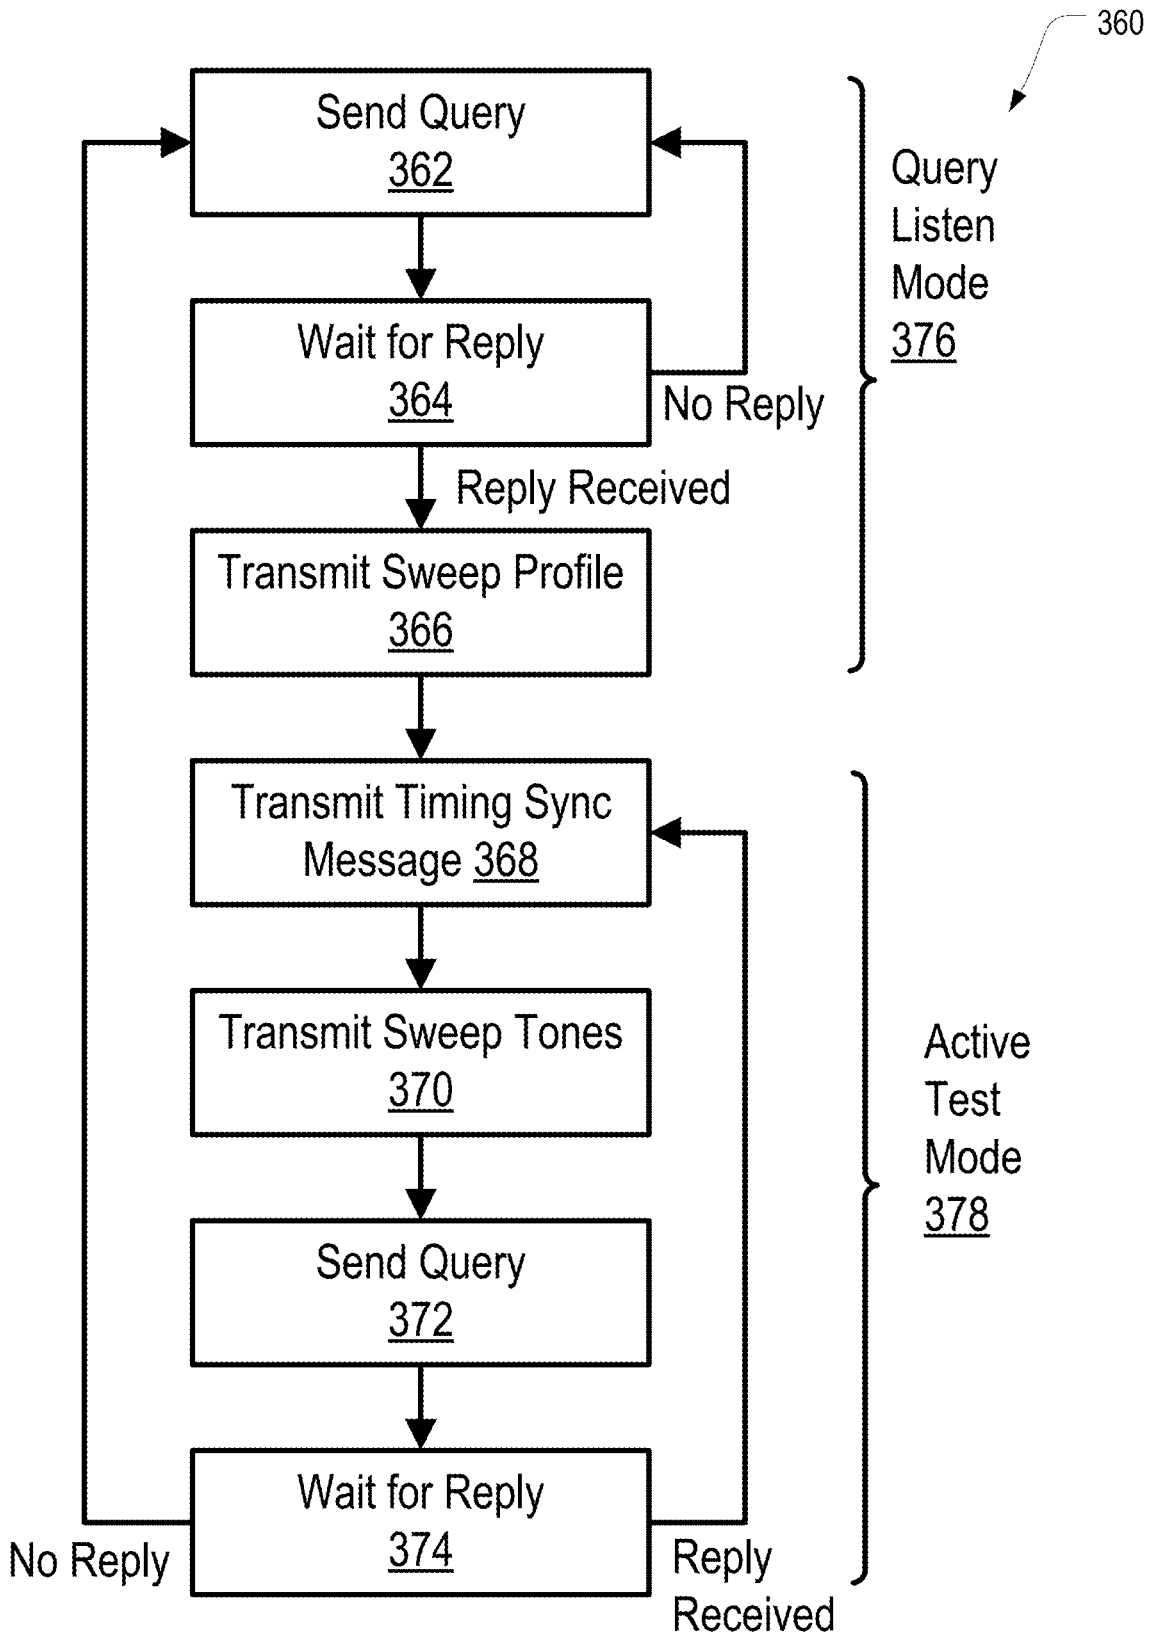 360
Send Query
362
Query
Listen
Mode
376
Wait for Reply
364
No Reply
Reply Received
Transmit Sweep Profile
366
Transmit Timing Sync
Message 368
Transmit Sweep Tones
370
Active
Test
Mode
378
Send Query
372
Wait for Reply
374
No Reply
Reply
Received